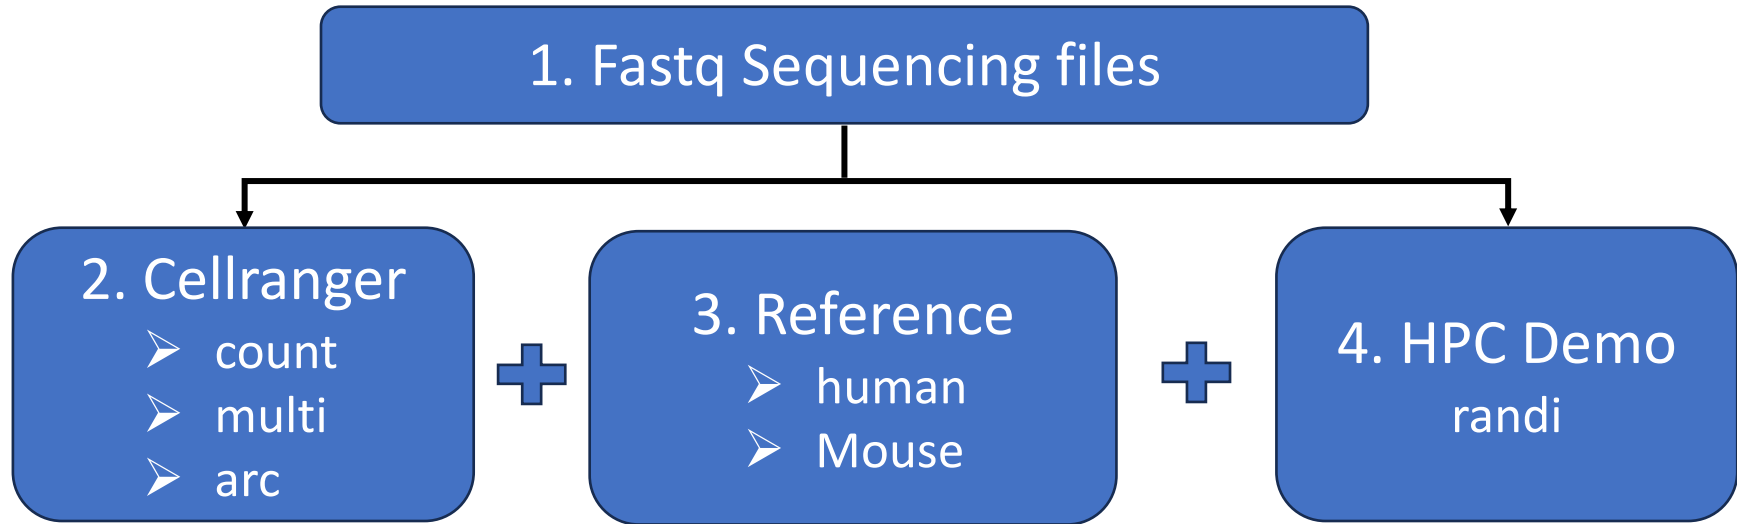 1. Fastq Sequencing files
2. Cellranger
count
multi
arc
3. Reference
human
Mouse
4. HPC Demo
randi